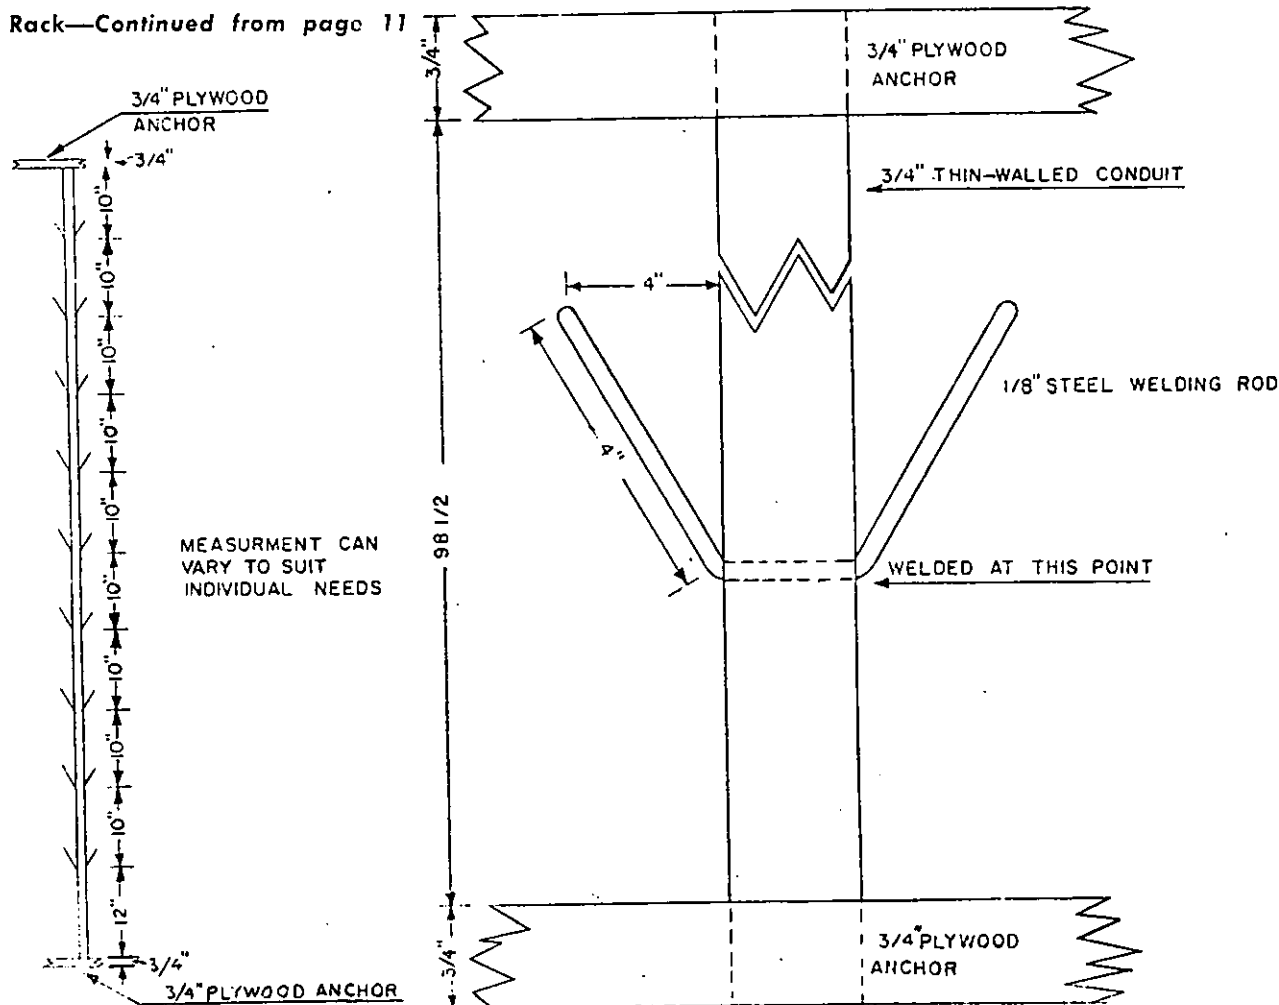 Rack—Continued from page 11
3/4" PLYWOOD
ANCHOR
3/4"
10"
10"
10"
10"
10"
10"
10"
10"
10"
12"
3/4"
3/4" PLYWOOD ANCHOR
MEASURMENT CAN
VARY TO SUIT
INDIVIDUAL NEEDS
3/4"
98 1/2
3/4"
3/4" PLYWOOD
ANCHOR
3/4" THIN-WALLED CONDUIT
4"
4"
1/8" STEEL WELDING ROD
WELDED AT THIS POINT
3/4" PLYWOOD
ANCHOR